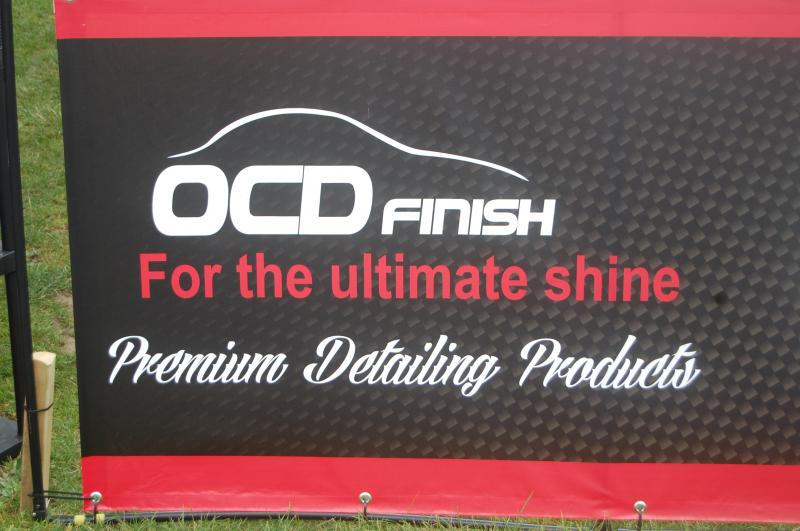 OCD FINISH
For the ultimate shine
Premium Detailing Products